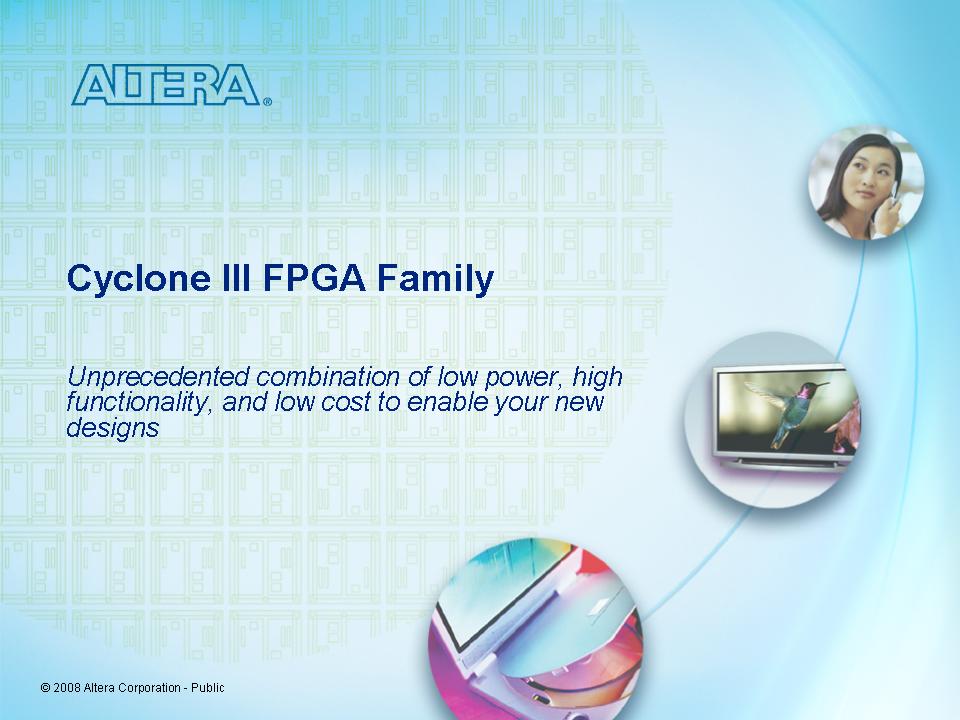 ALTERA®
Cyclone III FPGA Family
Unprecedented combination of low power, high
functionality, and low cost to enable your new
designs
© 2008 Altera Corporation - Public